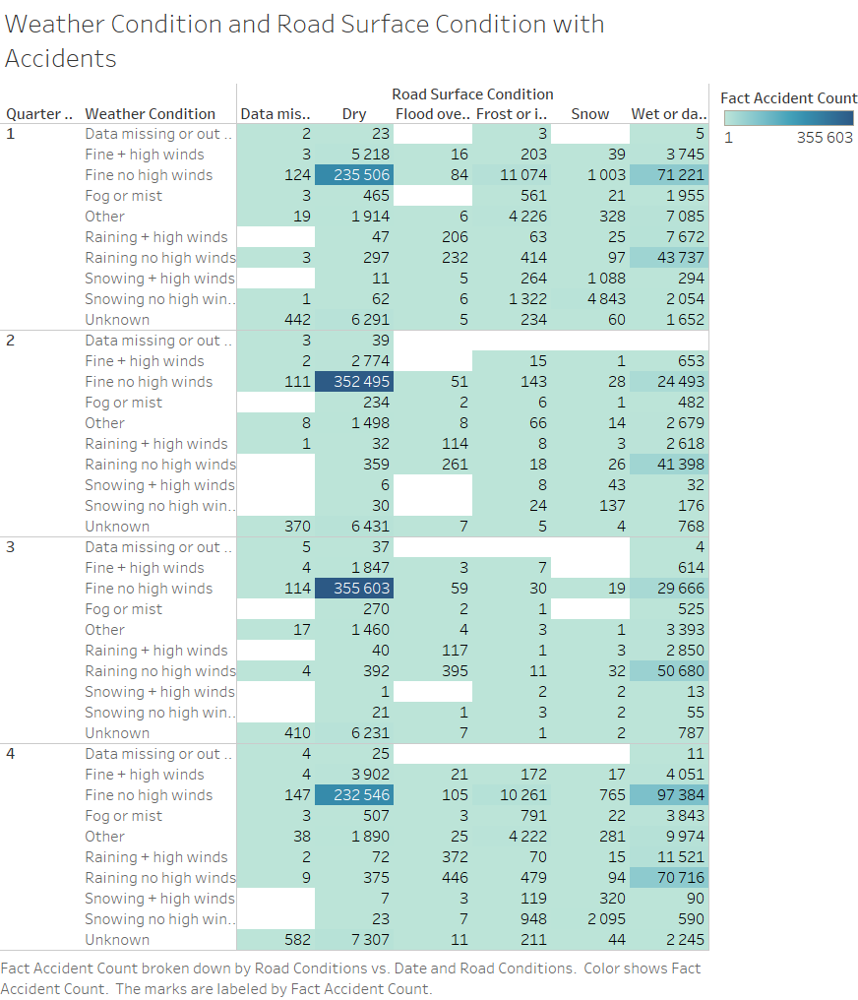 Weather Condition and Road Surface Condition with
Accidents
Road Surface Condition
Quarter .. Weather Condition Data mis.. Dry Flood ove.. Frost or i.. Snow Wet or da..
Fact Accident Count
1 355 603
1 Data missing or out .. 2 23 3 5
Fine + high winds 3 5 218 16 203 39 3 745
Fine no high winds 124 235 506 84 11 074 1 003 71 221
Fog or mist 3 465 561 21 1 955
Other 19 1 914 6 4 226 328 7 085
Raining + high winds 47 206 63 25 7 672
Raining no high winds 3 297 232 414 97 43 737
Snowing + high winds 11 5 264 1 088 294
Snowing no high win.. 1 62 6 1 322 4 843 2 054
Unknown 442 6 291 5 234 60 1 652
2 Data missing or out .. 3 39
Fine + high winds 2 2 774 15 1 653
Fine no high winds 111 352 495 51 143 28 24 493
Fog or mist 234 2 6 1 482
Other 8 1 498 8 66 14 2 679
Raining + high winds 1 32 114 8 3 2 618
Raining no high winds 359 261 18 26 41 398
Snowing + high winds 6 8 43 32
Snowing no high win.. 30 24 137 176
Unknown 370 6 431 7 5 4 768
3 Data missing or out .. 5 37 4
Fine + high winds 4 1 847 3 7 614
Fine no high winds 114 355 603 59 30 19 29 666
Fog or mist 270 2 1 525
Other 17 1 460 4 3 1 3 393
Raining + high winds 40 117 1 3 2 850
Raining no high winds 4 392 395 11 32 50 680
Snowing + high winds 1 2 2 13
Snowing no high win.. 21 1 3 2 55
Unknown 410 6 231 7 1 2 787
4 Data missing or out .. 4 25 11
Fine + high winds 4 3 902 21 172 17 4 051
Fine no high winds 147 232 546 105 10 261 765 97 384
Fog or mist 3 507 3 791 22 3 843
Other 38 1 890 25 4 222 281 9 974
Raining + high winds 2 72 372 70 15 11 521
Raining no high winds 9 375 446 479 94 70 716
Snowing + high winds 7 3 119 320 90
Snowing no high win.. 23 7 948 2 095 590
Unknown 582 7 307 11 211 44 2 245
Fact Accident Count broken down by Road Conditions vs. Date and Road Conditions.  Color shows Fact
Accident Count.  The marks are labeled by Fact Accident Count.